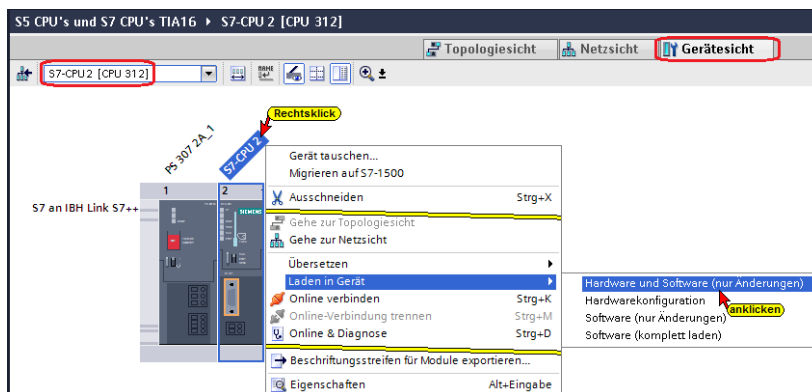 S5 CPU's und S7 CPU's TIA16 ▸ S7-CPU 2 [CPU 312]
Topologiesicht Netzsicht Gerätesicht
S7-CPU 2 [CPU 312]
NAME
Rechtsklick
PS 307 2A_1
S7-CPU 2
1 2
SIEMENS
S7 an IBH Link S7++
Gerät tauschen...
Migrieren auf S7-1500
Ausschneiden Strg+X
Gehe zur Topologiesicht
Gehe zur Netzsicht
Übersetzen
Laden in Gerät
Hardware und Software (nur Änderungen)
Online verbinden Strg+K
Hardwarekonfiguration
anklicken
Online-Verbindung trennen Strg+M
Software (nur Änderungen)
Online & Diagnose Strg+D
Software (komplett laden)
Beschriftungsstreifen für Module exportieren...
Eigenschaften Alt+Eingabe